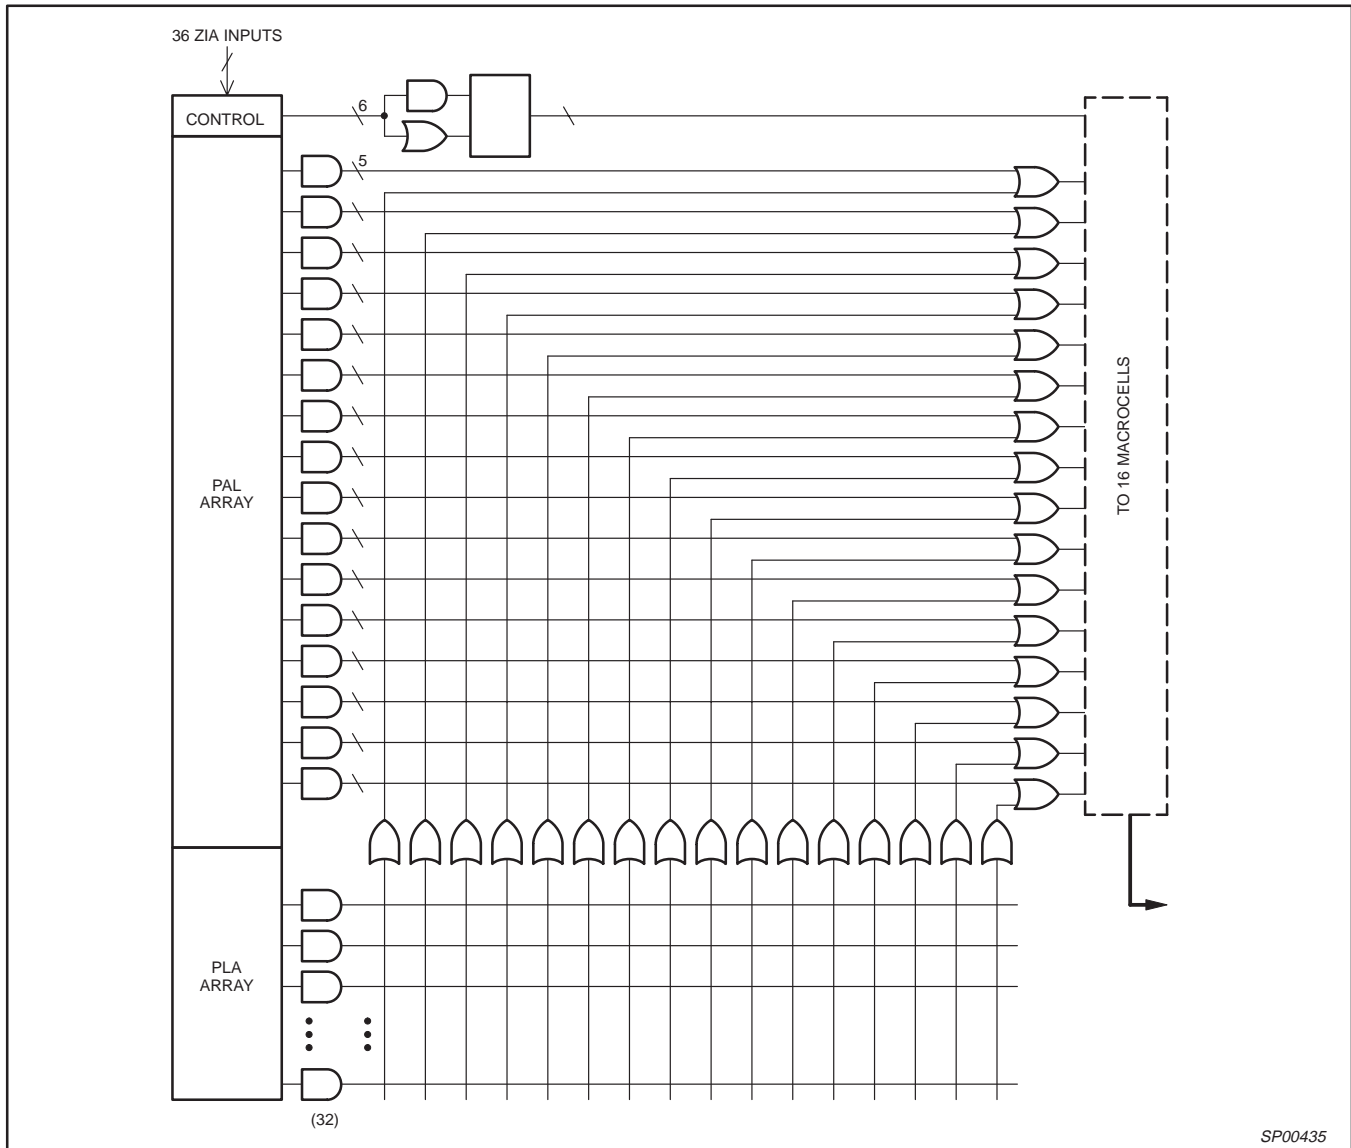 36 ZIA INPUTS
CONTROL
6
5
PAL
ARRAY
TO 16 MACROCELLS
PLA
ARRAY
(32)
SP00435